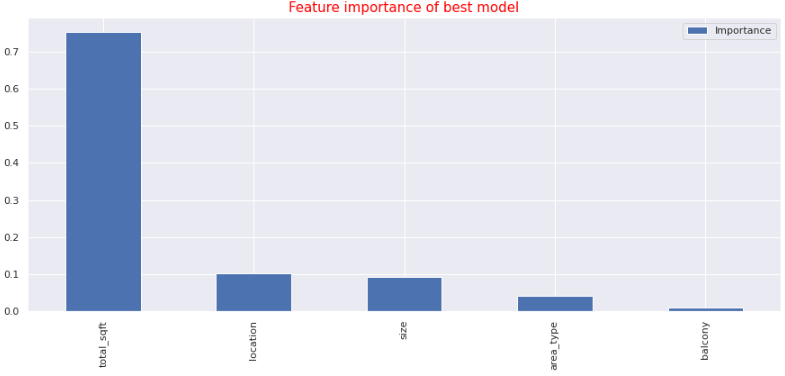 Feature importance of best model
Importance
0.7
0.6
0.5
0.4
0.3
0.2
0.1
0.0
total_sqft
location
size
area_type
balcony